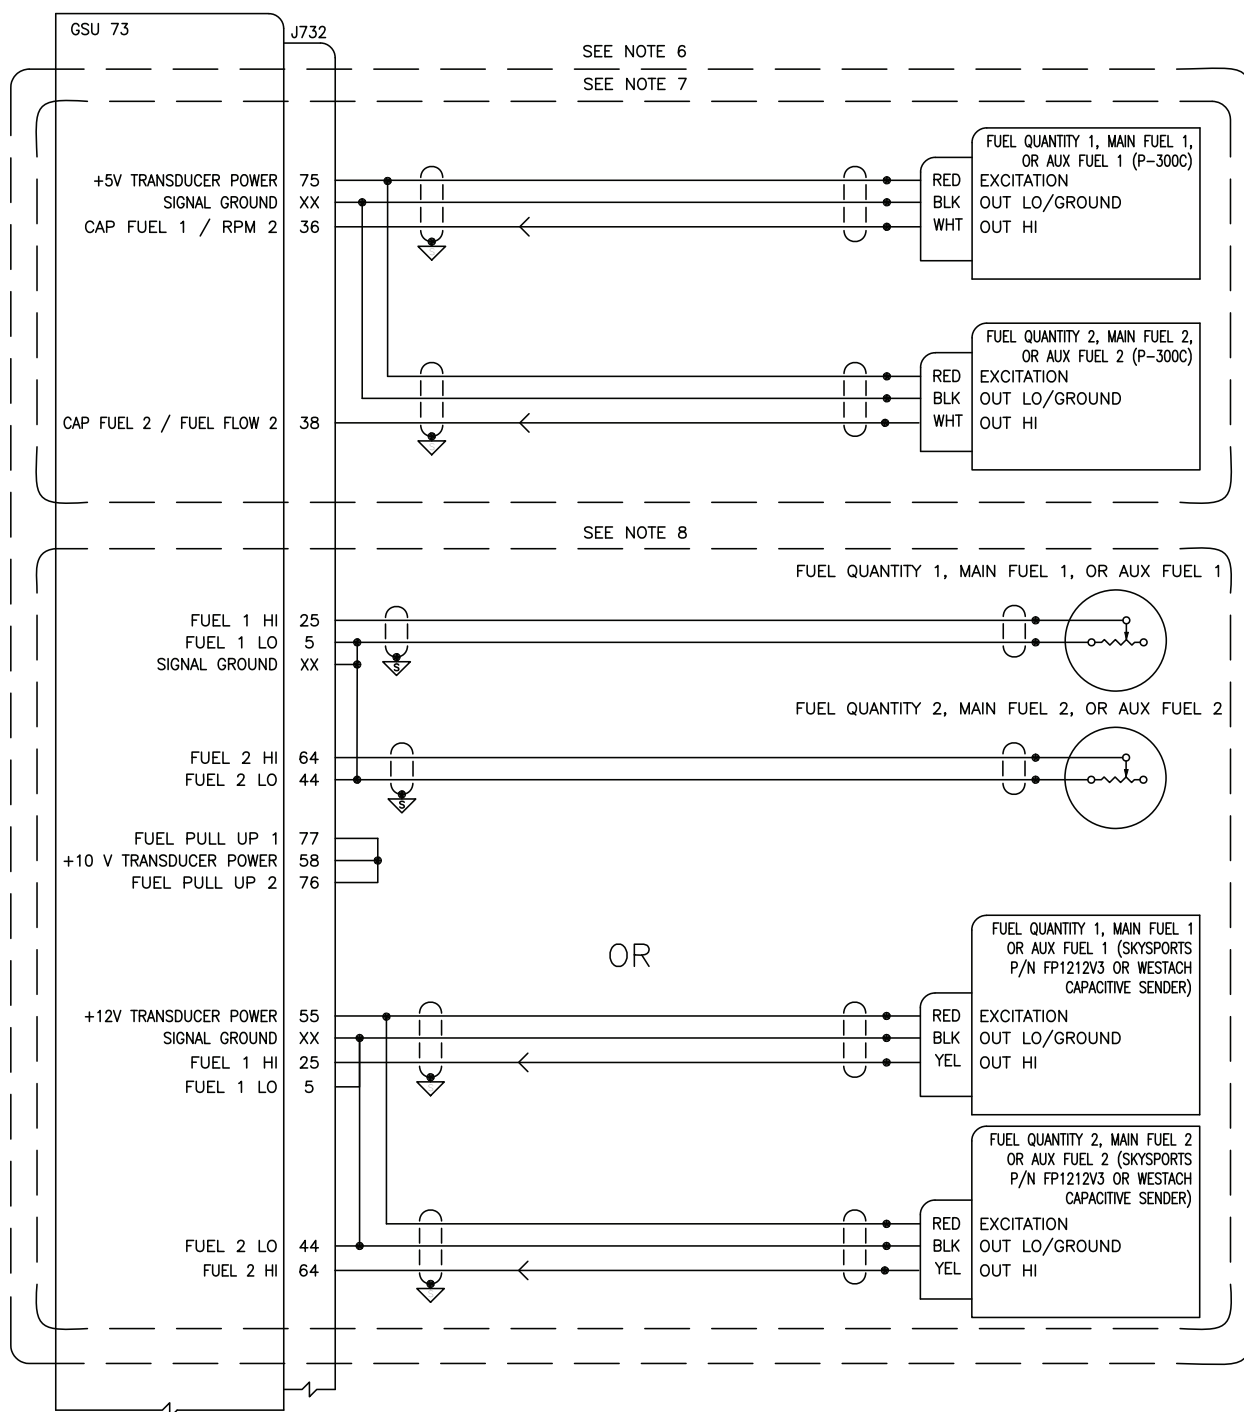 GSU 73
J732
SEE NOTE 6
SEE NOTE 7
FUEL QUANTITY 1, MAIN FUEL 1,
OR AUX FUEL 1 (P-300C)
+5V TRANSDUCER POWER 75 RED EXCITATION
SIGNAL GROUND XX BLK OUT LO/GROUND
CAP FUEL 1 / RPM 2 36 WHT OUT HI
FUEL QUANTITY 2, MAIN FUEL 2,
OR AUX FUEL 2 (P-300C)
RED EXCITATION
BLK OUT LO/GROUND
CAP FUEL 2 / FUEL FLOW 2 38 WHT OUT HI
SEE NOTE 8
FUEL QUANTITY 1, MAIN FUEL 1, OR AUX FUEL 1
FUEL 1 HI 25
FUEL 1 LO 5
SIGNAL GROUND XX
S
FUEL QUANTITY 2, MAIN FUEL 2, OR AUX FUEL 2
FUEL 2 HI 64
FUEL 2 LO 44
S
FUEL PULL UP 1 77
+10 V TRANSDUCER POWER 58
FUEL PULL UP 2 76
OR
FUEL QUANTITY 1, MAIN FUEL 1
OR AUX FUEL 1 (SKYSPORTS
P/N FP1212V3 OR WESTACH
CAPACITIVE SENDER)
+12V TRANSDUCER POWER 55 RED EXCITATION
SIGNAL GROUND XX BLK OUT LO/GROUND
FUEL 1 HI 25 YEL OUT HI
FUEL 1 LO 5
FUEL QUANTITY 2, MAIN FUEL 2
OR AUX FUEL 2 (SKYSPORTS
P/N FP1212V3 OR WESTACH
CAPACITIVE SENDER)
RED EXCITATION
FUEL 2 LO 44 BLK OUT LO/GROUND
FUEL 2 HI 64 YEL OUT HI